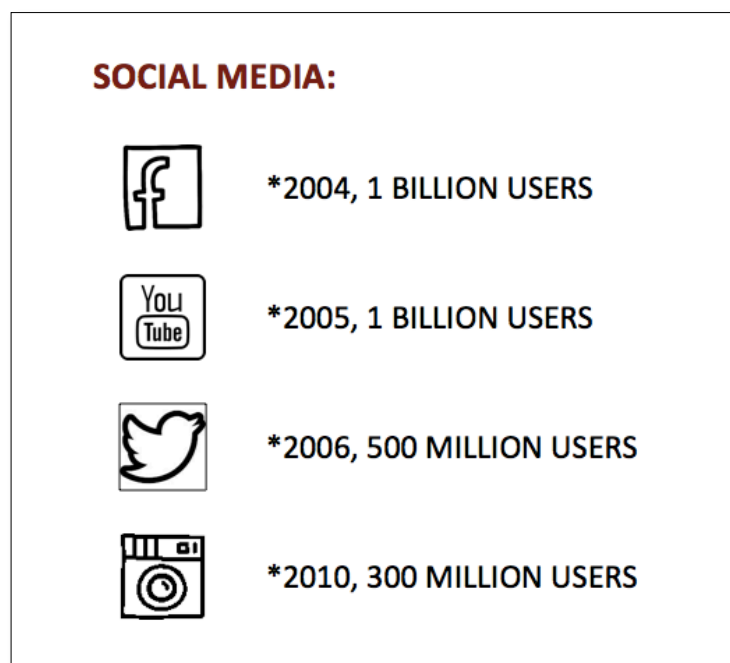 SOCIAL MEDIA:
f
*2004, 1 BILLION USERS
You
Tube
*2005, 1 BILLION USERS
*2006, 500 MILLION USERS
*2010, 300 MILLION USERS